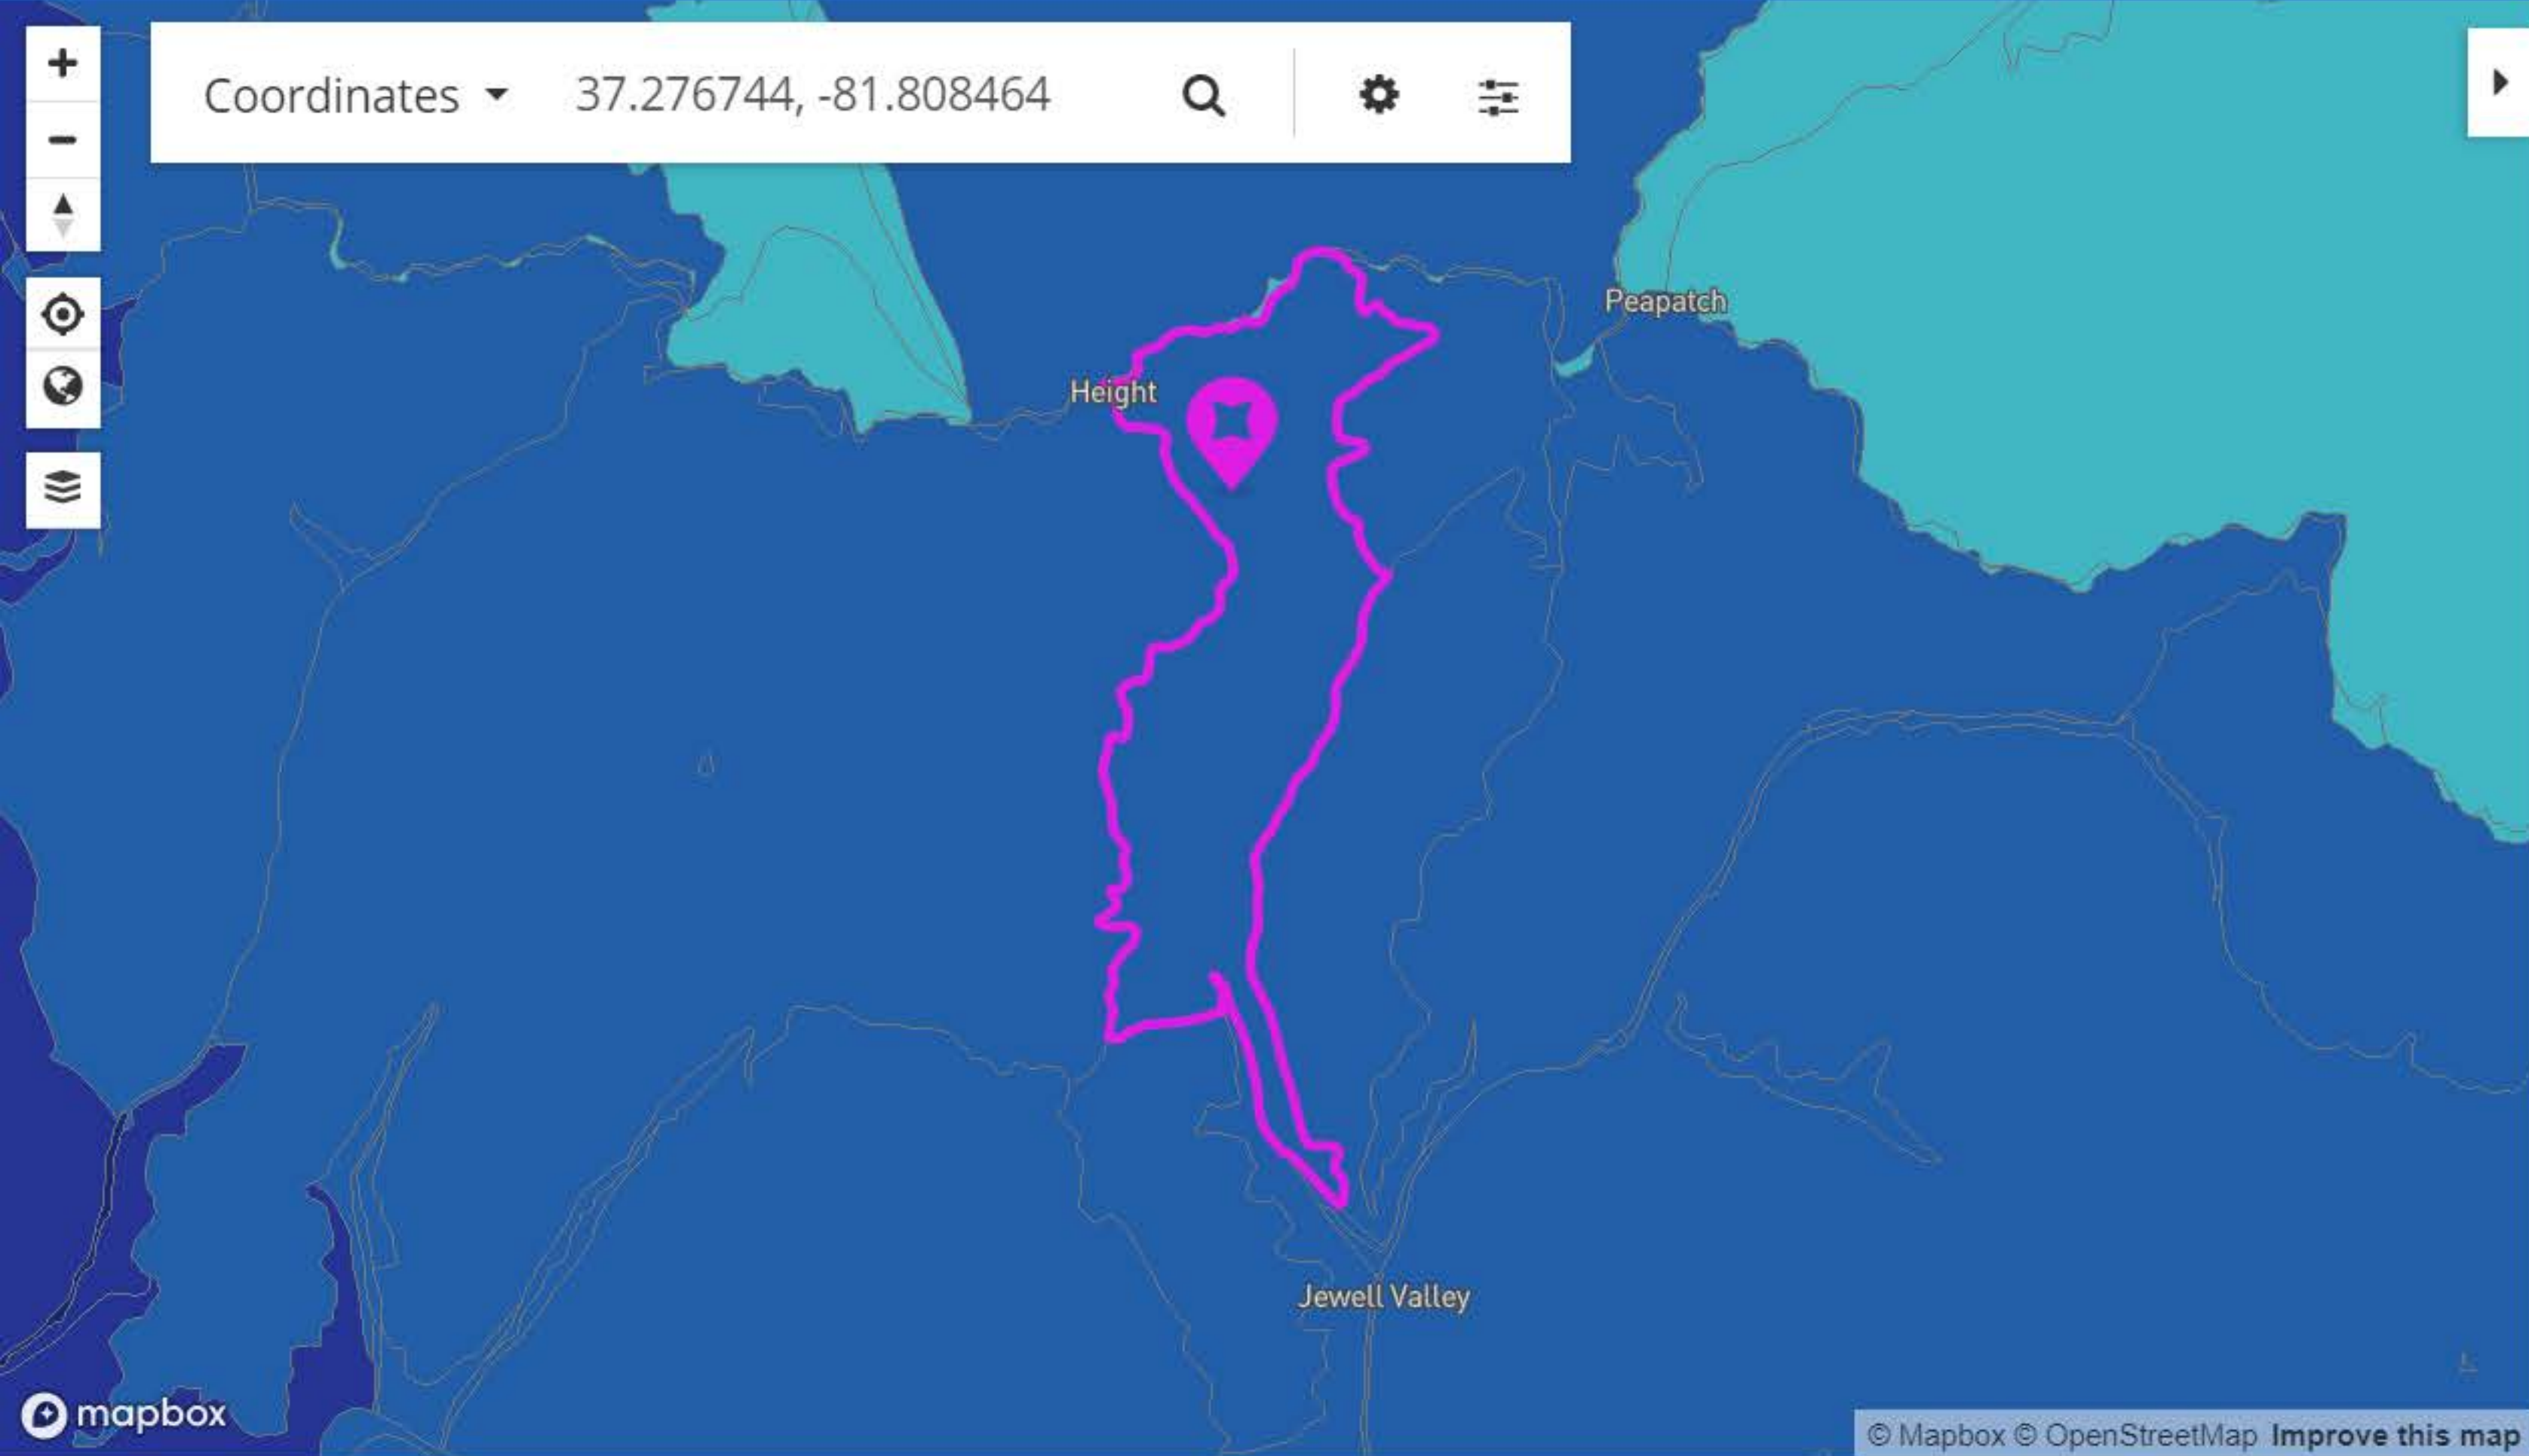 Coordinates 37.276744, -81.808464
Peapatch
Height
Jewell Valley
mapbox
© Mapbox © OpenStreetMap Improve this map